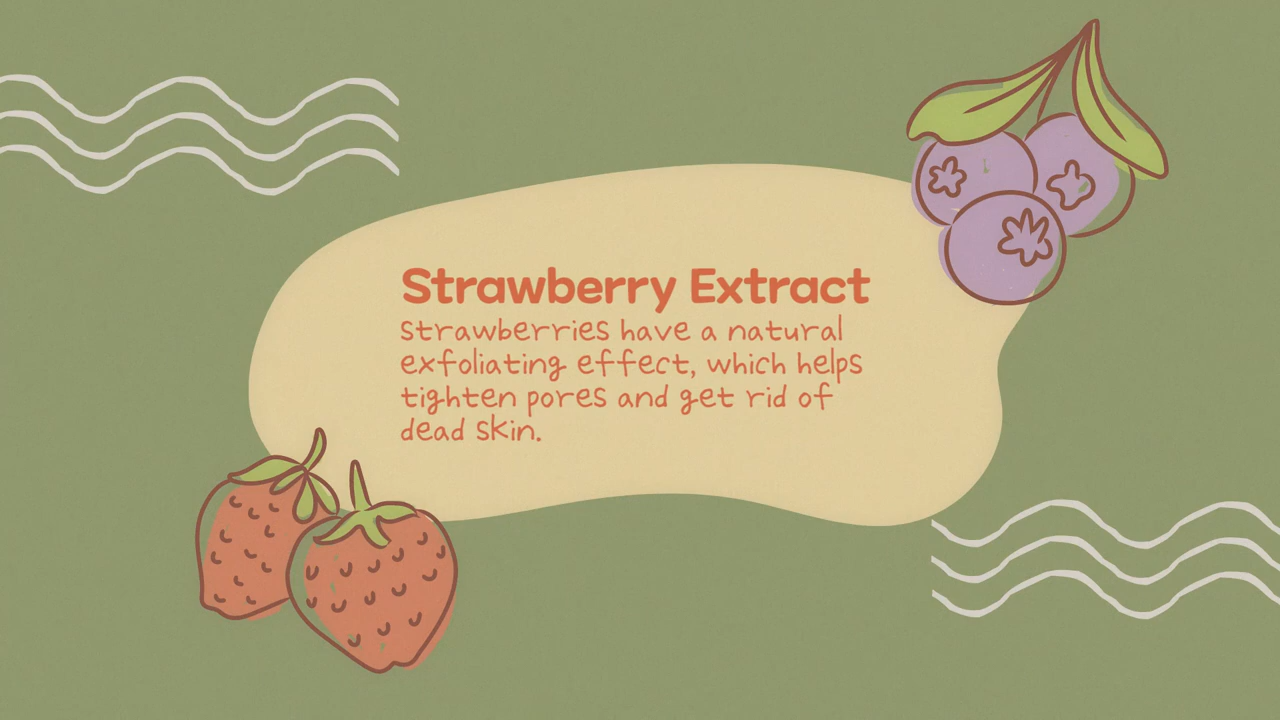 Strawberry Extract
strawberries have a natural
exfoliating effect, which helps
tighten pores and get rid of
dead skin.